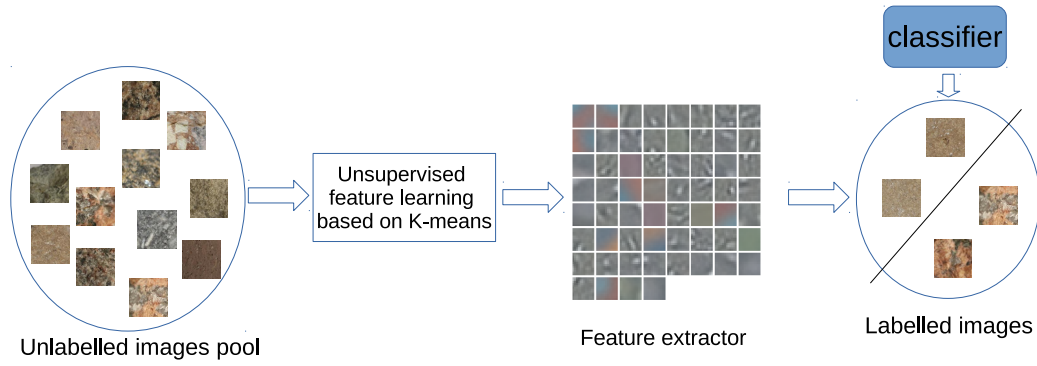 classifier
Unsupervised
feature learning
based on K-means
Unlabelled images pool
Feature extractor
Labelled images